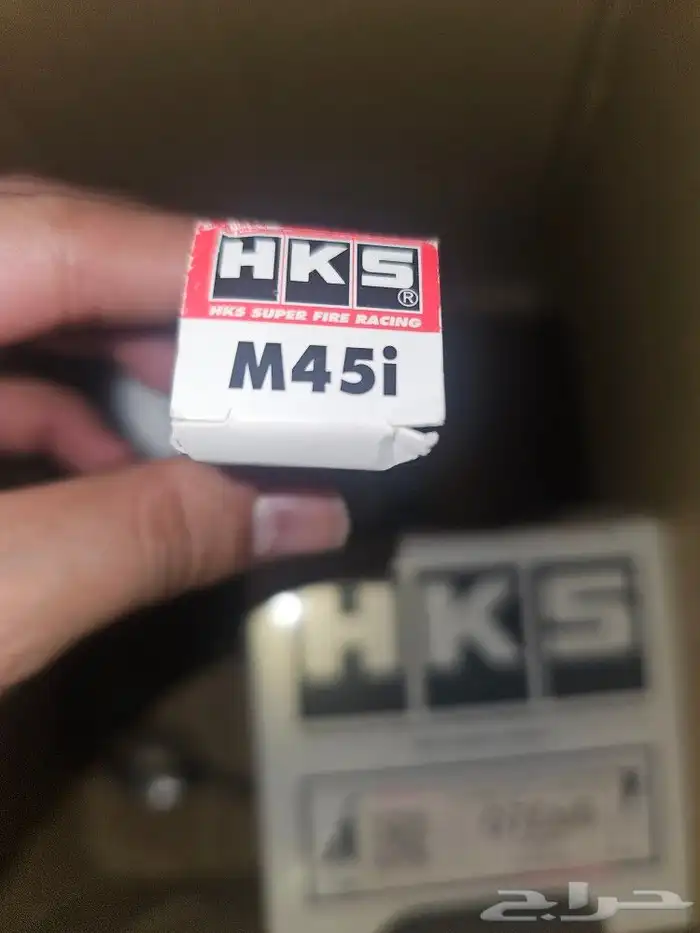 HKS®
HKS SUPER FIRE RACING
M45i
HKS
حراج